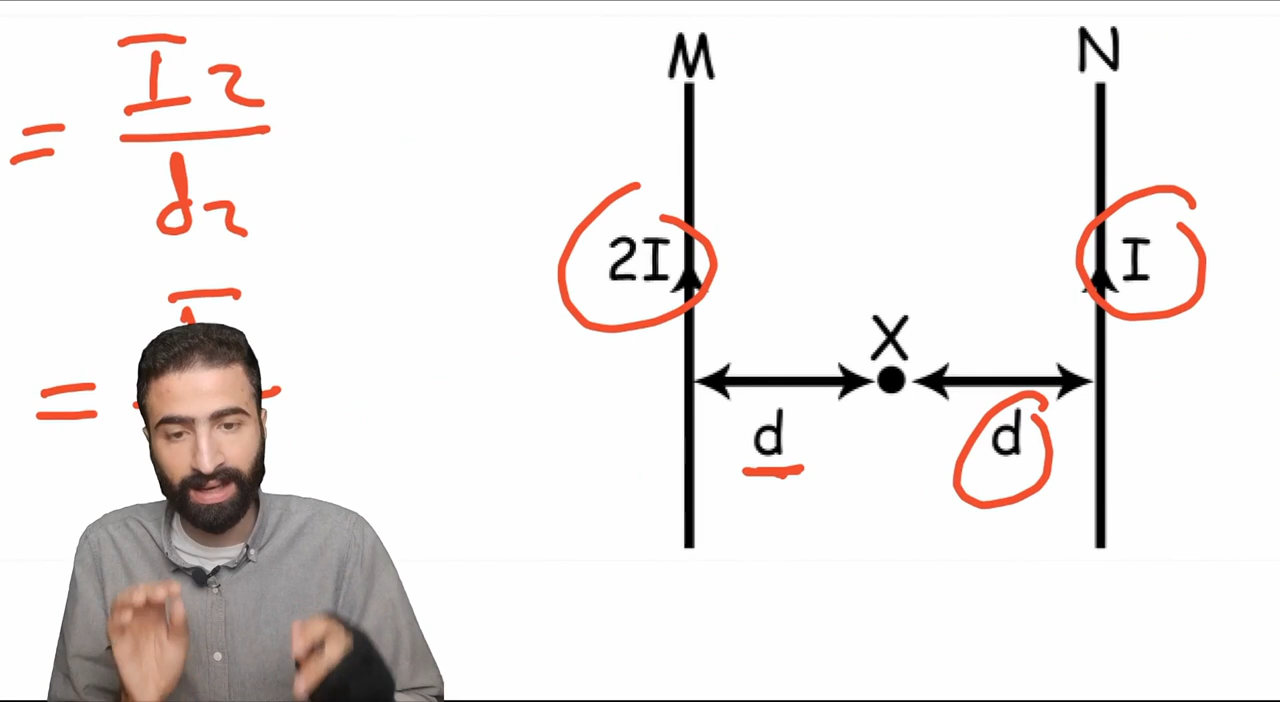 I2
= ―
d2
=
M N
2I I
X
d d